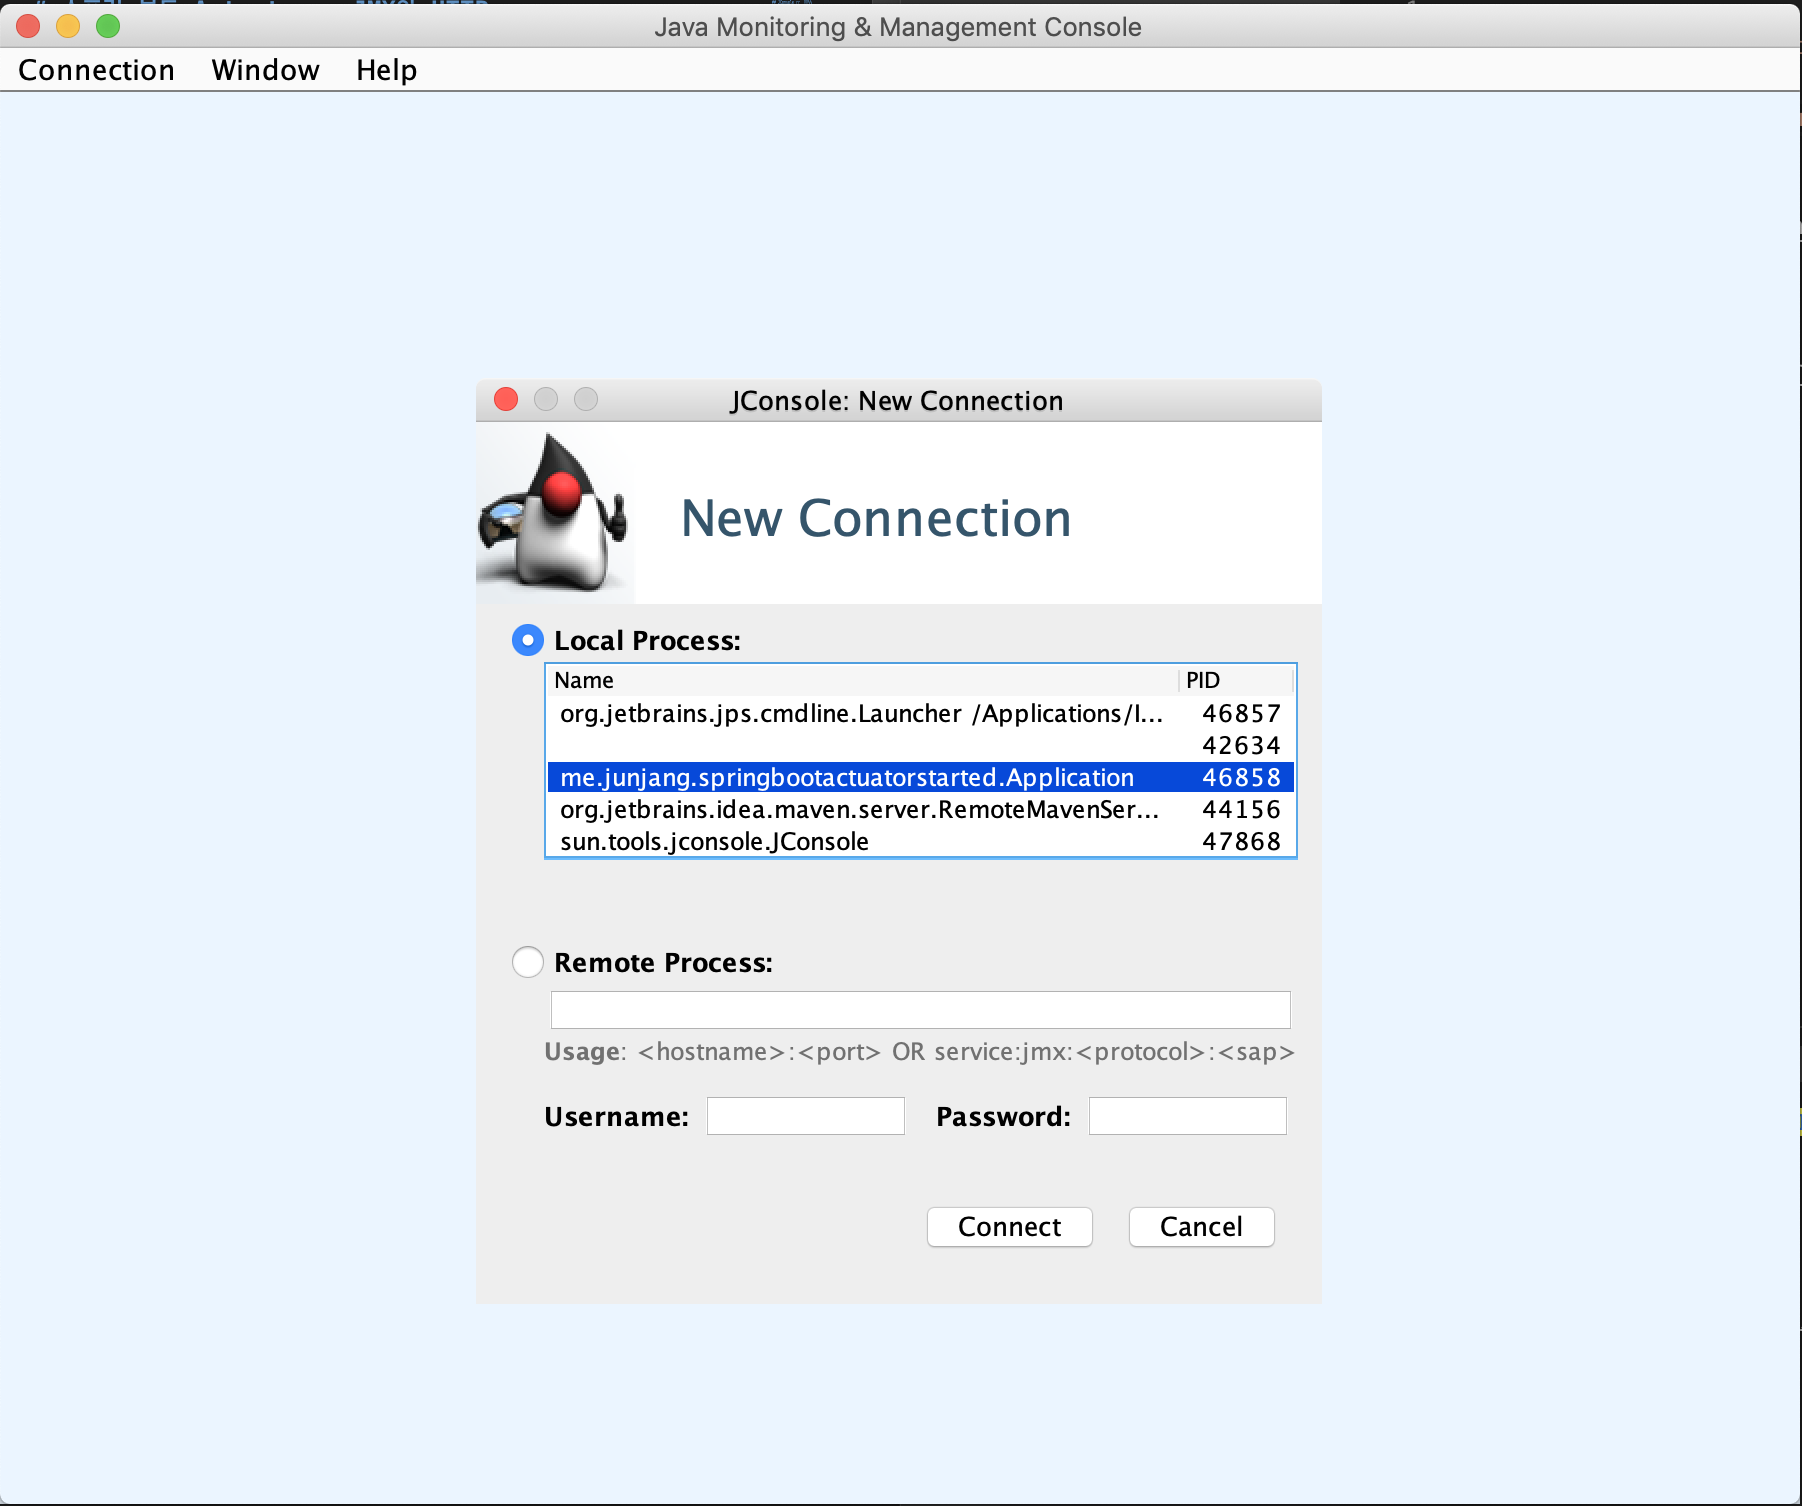 Java Monitoring & Management Console
Connection Window Help
JConsole: New Connection
New Connection
Local Process:
Name PID
org.jetbrains.jps.cmdline.Launcher /Applications/I... 46857
42634
me.junjang.springbootactuatorstarted.Application 46858
org.jetbrains.idea.maven.server.RemoteMavenSer... 44156
sun.tools.jconsole.JConsole 47868
Remote Process:
Usage: <hostname>:<port> OR service:jmx:<protocol>:<sap>
Username: Password:
Connect Cancel